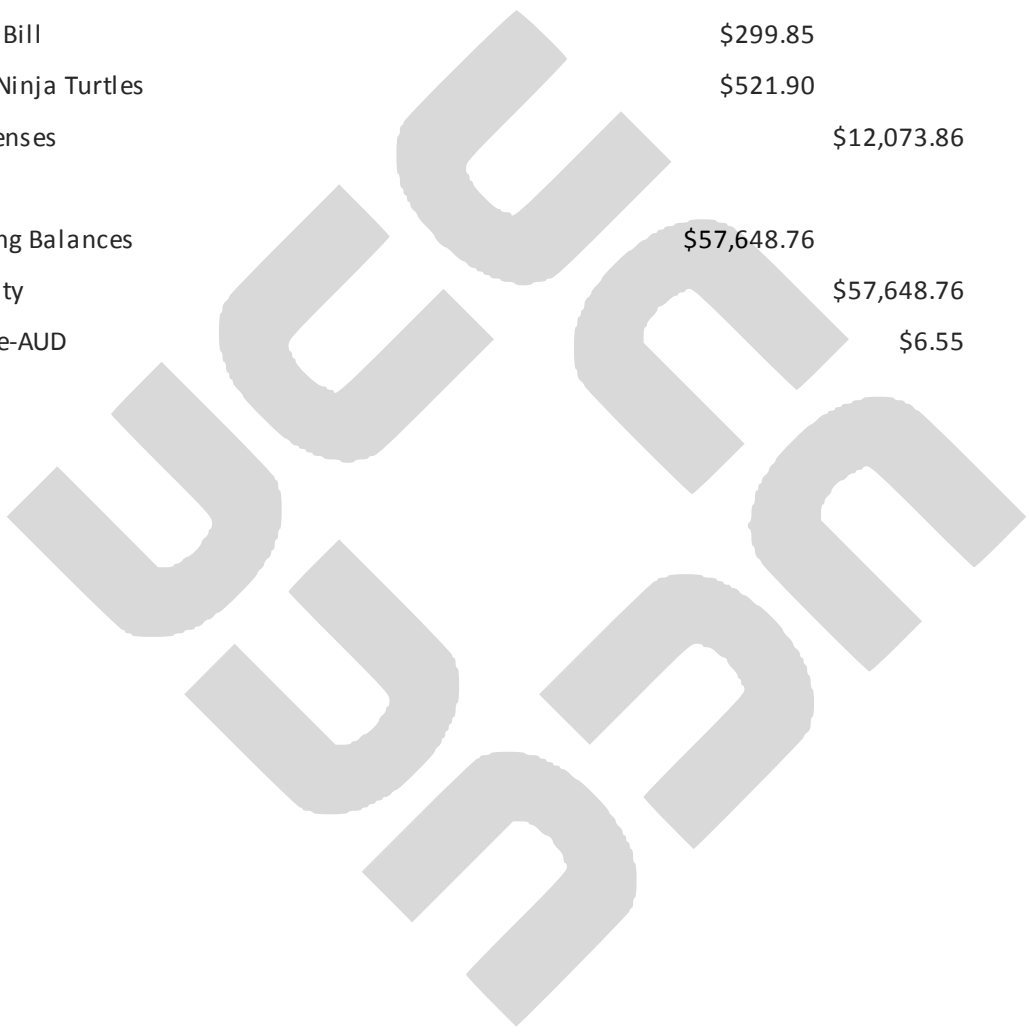 Bill $299.85
Ninja Turtles $521.90
enses $12,073.86
ng Balances $57,648.76
ty $57,648.76
e-AUD $6.55